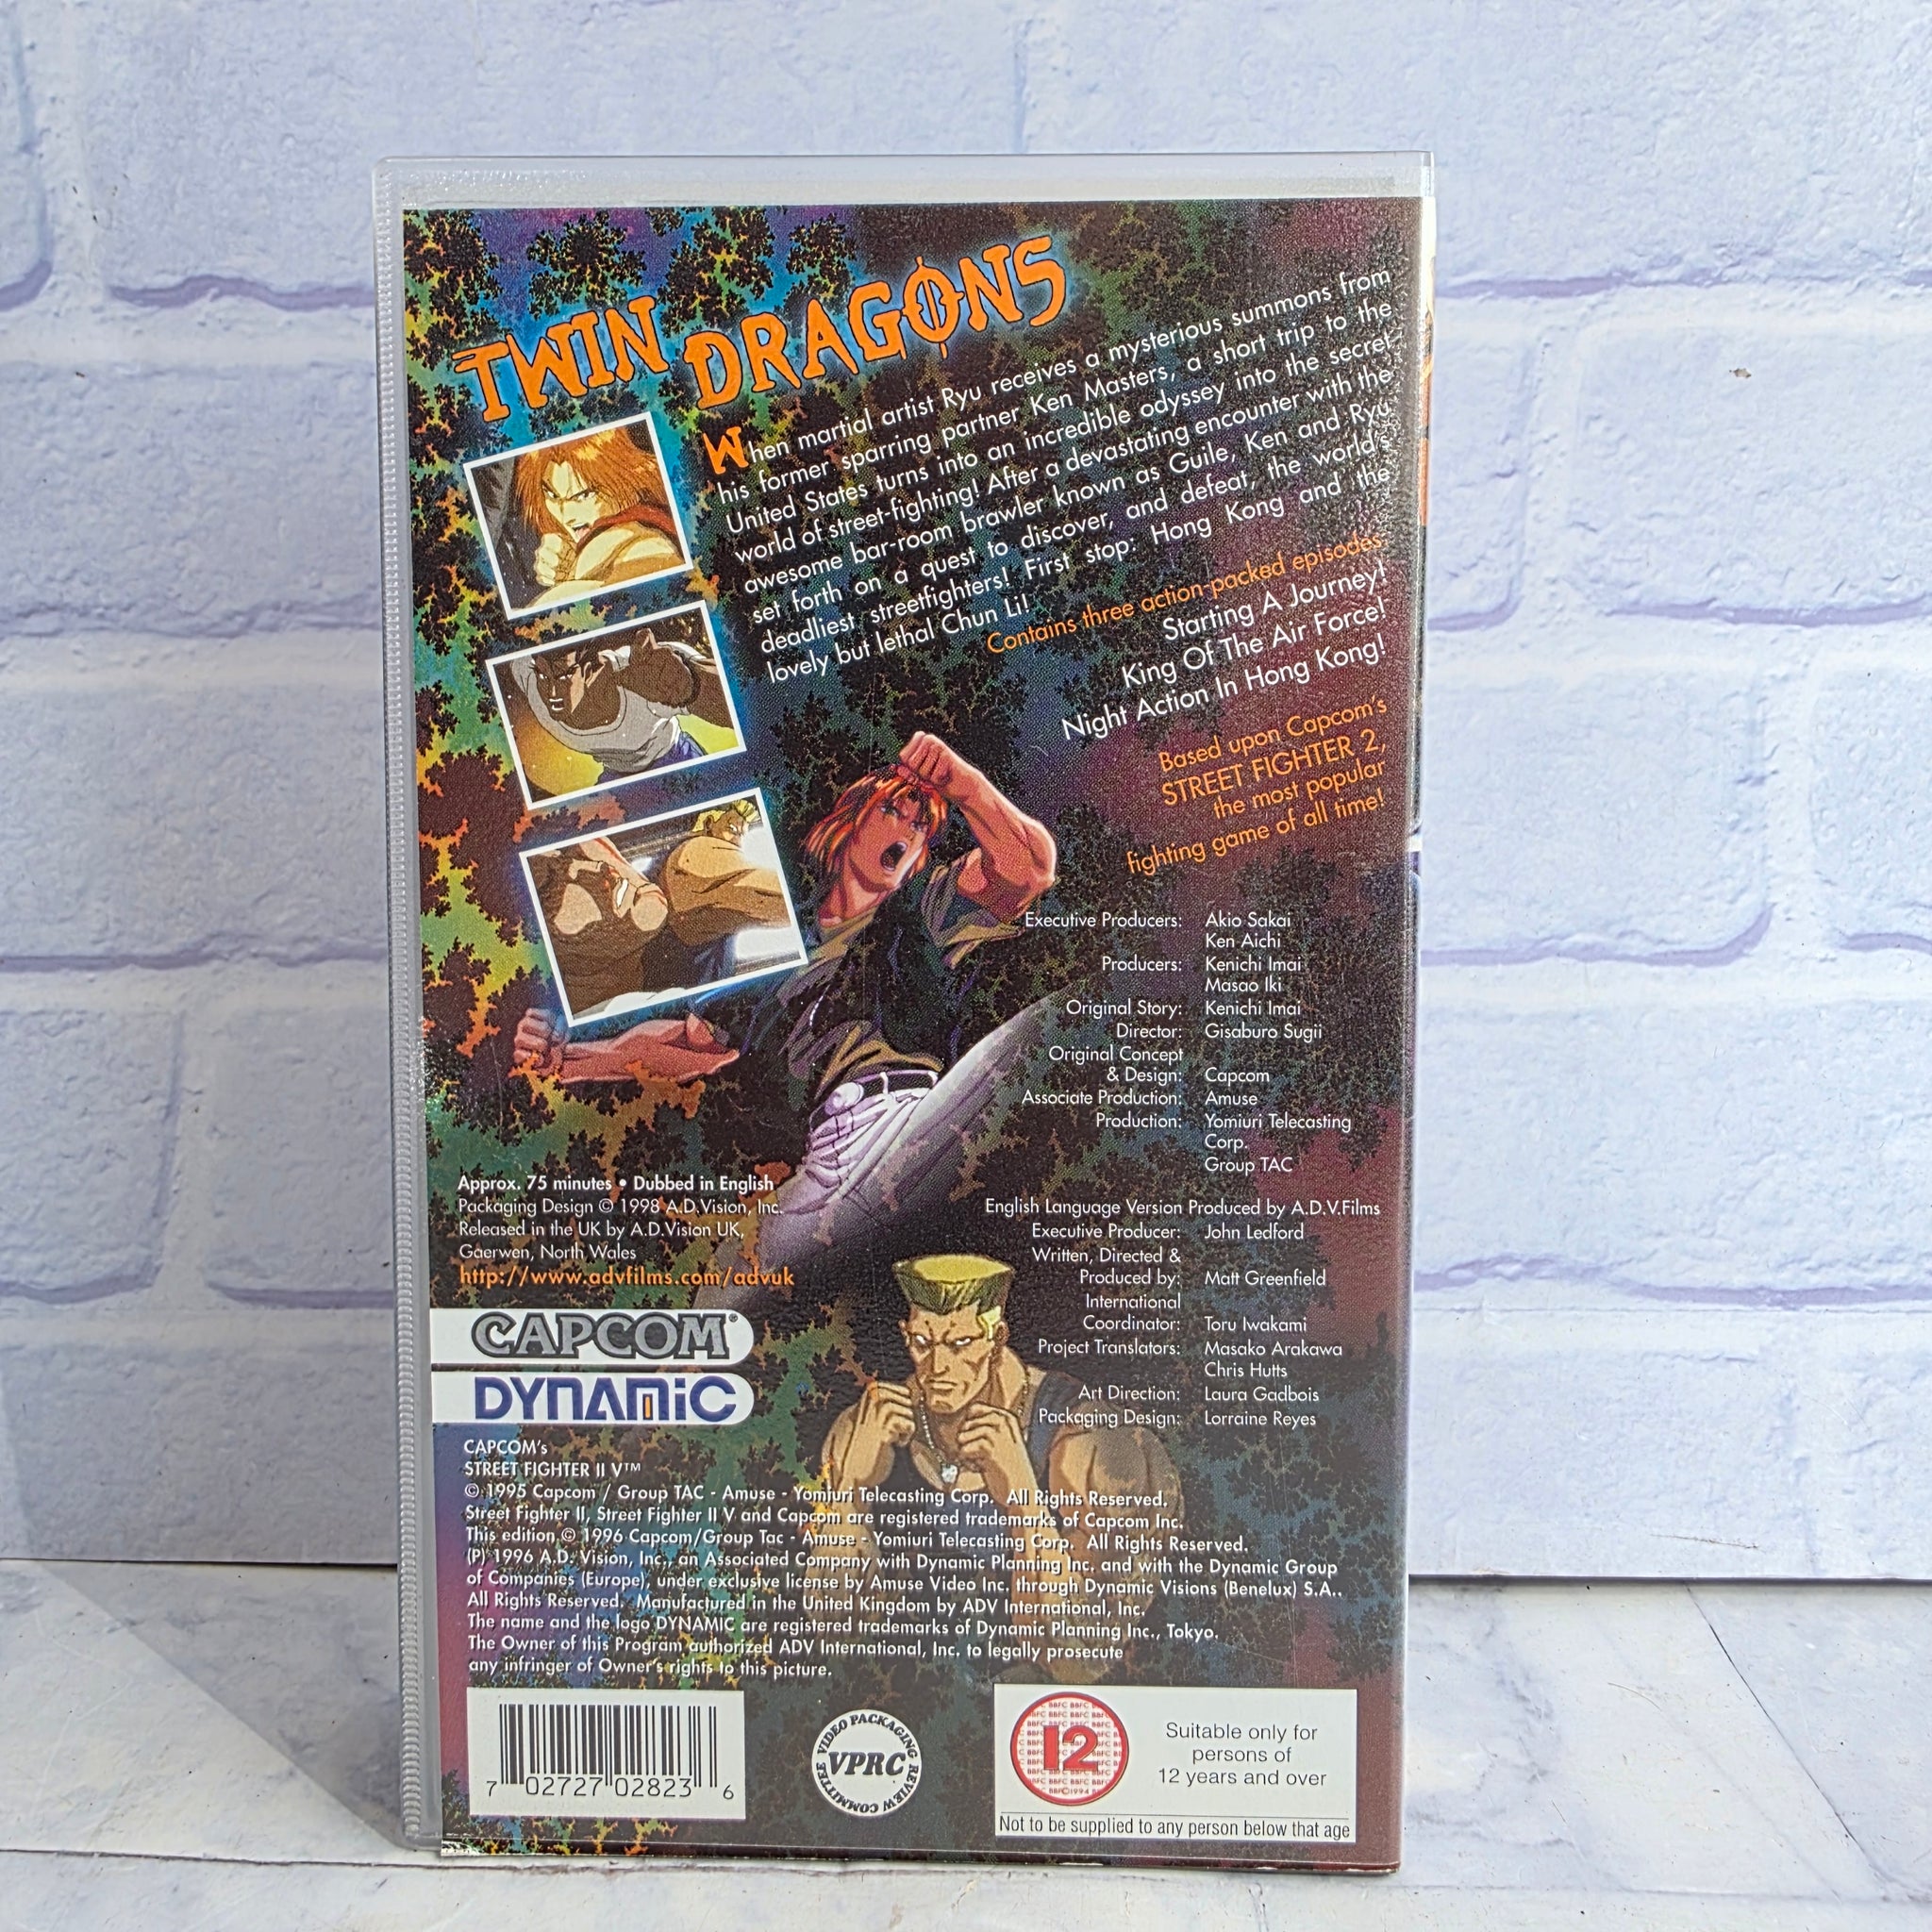 TWIN DRAGONS
When martial artist Ryu receives a mysterious summons from
his former sparring partner Ken Masters, a short trip to the
United States turns into an incredible odyssey into the secret
world of street-fighting! After a devastating encounter with the
awesome bar-room brawler known as Guile, Ken and Ryu
set forth on a quest to discover, and defeat, the world's
deadliest streetfighters! First stop: Hong Kong and the
lovely but lethal Chun Li!
Contains three action-packed episodes:
Starting A Journey!
King Of The Air Force!
Night Action In Hong Kong!
Based upon Capcom's
STREET FIGHTER 2,
the most popular
fighting game of all time!
Executive Producers: Akio Sakai
Ken Aichi
Producers: Kenichi Imai
Masao Iki
Original Story: Kenichi Imai
Director: Gisaburo Sugii
Original Concept
& Design: Capcom
Associate Production: Amuse
Production: Yomiuri Telecasting
Corp.
Group TAC
English Language Version Produced by A.D.V.Films
Executive Producer: John Ledford
Written, Directed &
Produced by: Matt Greenfield
International
Coordinator: Toru Iwakami
Project Translators: Masako Arakawa
Chris Hutts
Art Direction: Laura Gadbois
Packaging Design: Lorraine Reyes
Approx. 75 minutes • Dubbed in English
Packaging Design © 1998 A.D.Vision, Inc.
Released in the UK by A.D.Vision UK,
Gaerwen, North Wales
http://www.advfilms.com/advuk
CAPCOM®
DYNAMIC
CAPCOM's
STREET FIGHTER II V™
© 1995 Capcom / Group TAC - Amuse - Yomiuri Telecasting Corp. All Rights Reserved.
Street Fighter II, Street Fighter II V and Capcom are registered trademarks of Capcom Inc.
This edition © 1996 Capcom/Group Tac - Amuse - Yomiuri Telecasting Corp. All Rights Reserved.
(P) 1996 A.D. Vision, Inc., an Associated Company with Dynamic Planning Inc. and with the Dynamic Group
of Companies (Europe), under exclusive license by Amuse Video Inc. through Dynamic Visions (Benelux) S.A..
All Rights Reserved. Manufactured in the United Kingdom by ADV International, Inc.
The name and the logo DYNAMIC are registered trademarks of Dynamic Planning Inc., Tokyo.
The Owner of this Program authorized ADV International, Inc. to legally prosecute
any infringer of Owner's rights to this picture.
7 02727 02823 6
VIDEO PACKAGING REVIEW COMMITTEE
VPRC
12
BBFC©1994
Suitable only for
persons of
12 years and over
Not to be supplied to any person below that age